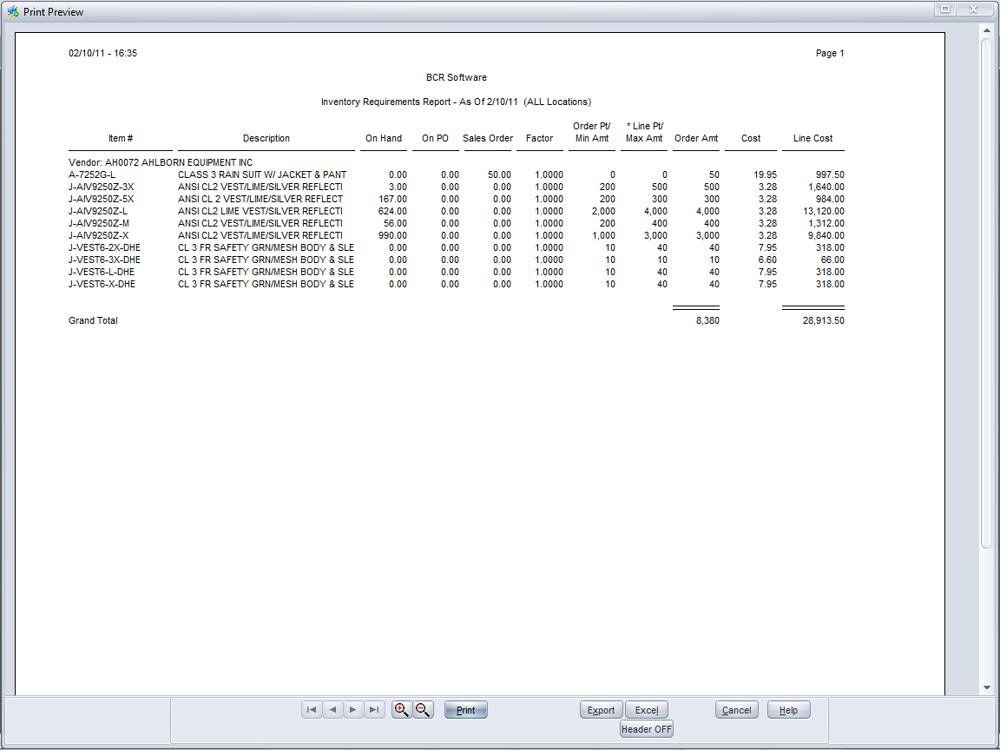 Print Preview
02/10/11 - 16:35 Page 1
BCR Software
Inventory Requirements Report - As Of 2/10/11 (ALL Locations)
Order Pt/ * Line Pt/
Item # Description On Hand On PO Sales Order Factor Min Amt Max Amt Order Amt Cost Line Cost
Vendor: AH0072 AHLBORN EQUIPMENT INC
A-7252G-L CLASS 3 RAIN SUIT W/ JACKET & PANT 0.00 0.00 50.00 1.0000 0 0 50 19.95 997.50
J-AIV9250Z-3X ANSI CL2 VEST/LIME/SILVER REFLECTI 3.00 0.00 0.00 1.0000 200 500 500 3.28 1,640.00
J-AIV9250Z-5X ANSI CL 2 VEST/LIME/SILVER REFLECT 167.00 0.00 0.00 1.0000 200 300 300 3.28 984.00
J-AIV9250Z-L ANSI CL2 LIME VEST/SILVER REFLECTI 624.00 0.00 0.00 1.0000 2,000 4,000 4,000 3.28 13,120.00
J-AIV9250Z-M ANSI CL2 VEST/LIME/SILVER REFLECTI 56.00 0.00 0.00 1.0000 200 400 400 3.28 1,312.00
J-AIV9250Z-X ANSI CL2 VEST/LIME/SILVER REFLECTI 990.00 0.00 0.00 1.0000 1,000 3,000 3,000 3.28 9,840.00
J-VEST6-2X-DHE CL 3 FR SAFETY GRN/MESH BODY & SLE 0.00 0.00 0.00 1.0000 10 40 40 7.95 318.00
J-VEST6-3X-DHE CL 3 FR SAFETY GRN/MESH BODY & SLE 0.00 0.00 0.00 1.0000 10 10 10 6.60 66.00
J-VEST6-L-DHE CL 3 FR SAFETY GRN/MESH BODY & SLE 0.00 0.00 0.00 1.0000 10 40 40 7.95 318.00
J-VEST6-X-DHE CL 3 FR SAFETY GRN/MESH BODY & SLE 0.00 0.00 0.00 1.0000 10 40 40 7.95 318.00
Grand Total 8,380 28,913.50
Print Export Excel Cancel Help
Header OFF